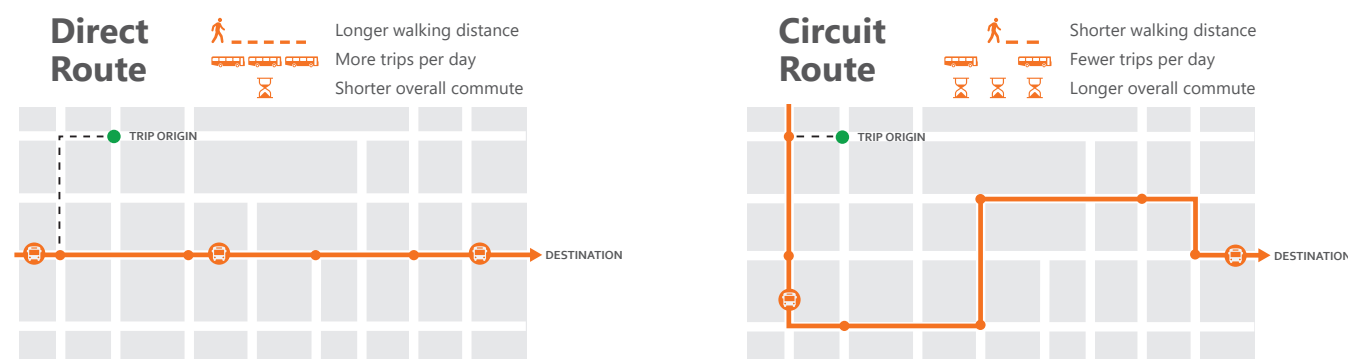 Direct
Route
Longer walking distance
More trips per day
Shorter overall commute
TRIP ORIGIN
DESTINATION
Circuit
Route
Shorter walking distance
Fewer trips per day
Longer overall commute
TRIP ORIGIN
DESTINATION